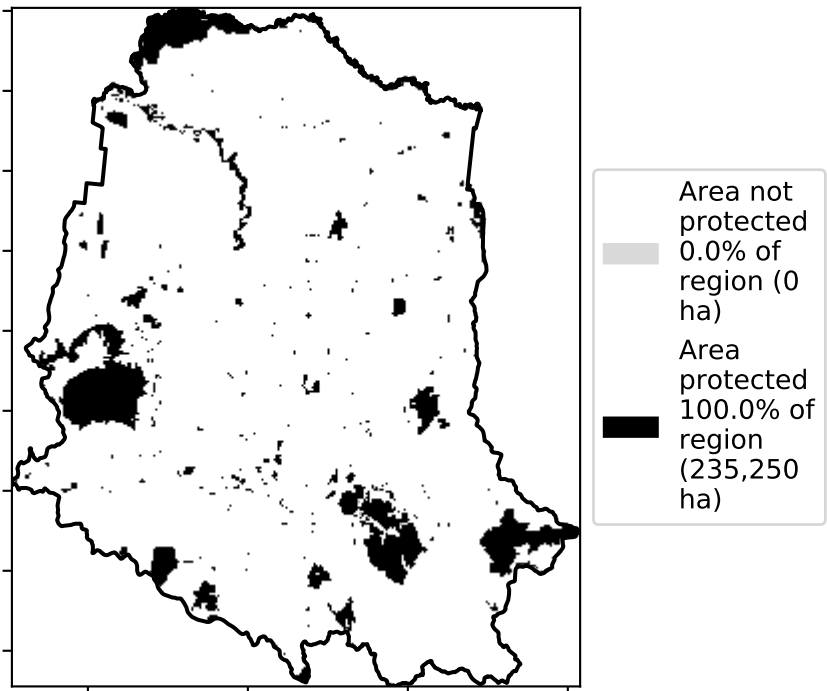 Area not
protected
0.0% of
region (0
ha)
Area
protected
100.0% of
region
(235,250
ha)